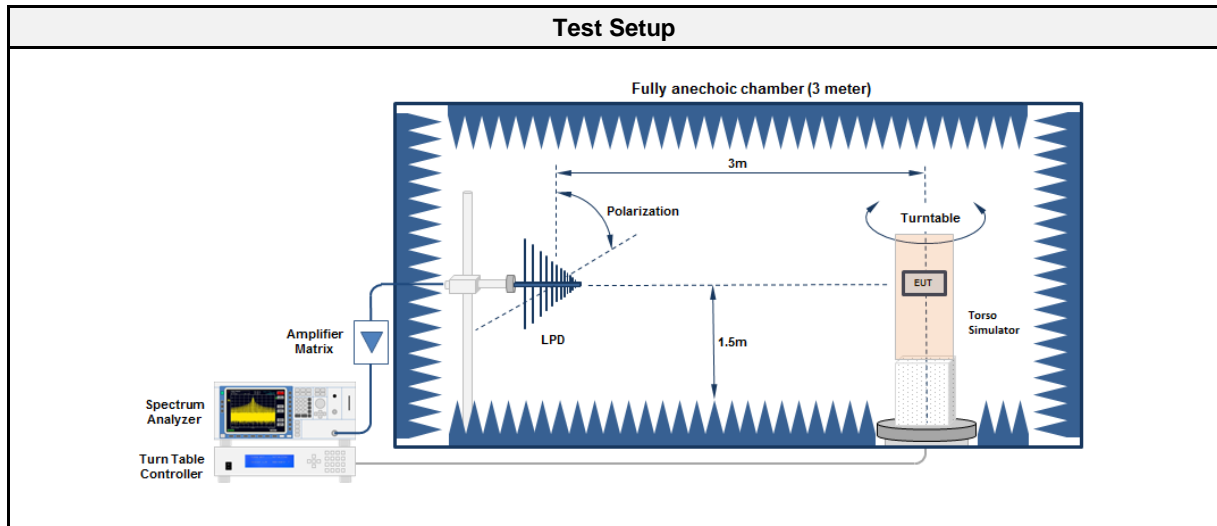 Test Setup
Fully anechoic chamber (3 meter)
3m
Polarization
Turntable
EUT
Torso
Simulator
Amplifier
Matrix
LPD
1.5m
Spectrum
Analyzer
Turn Table
Controller